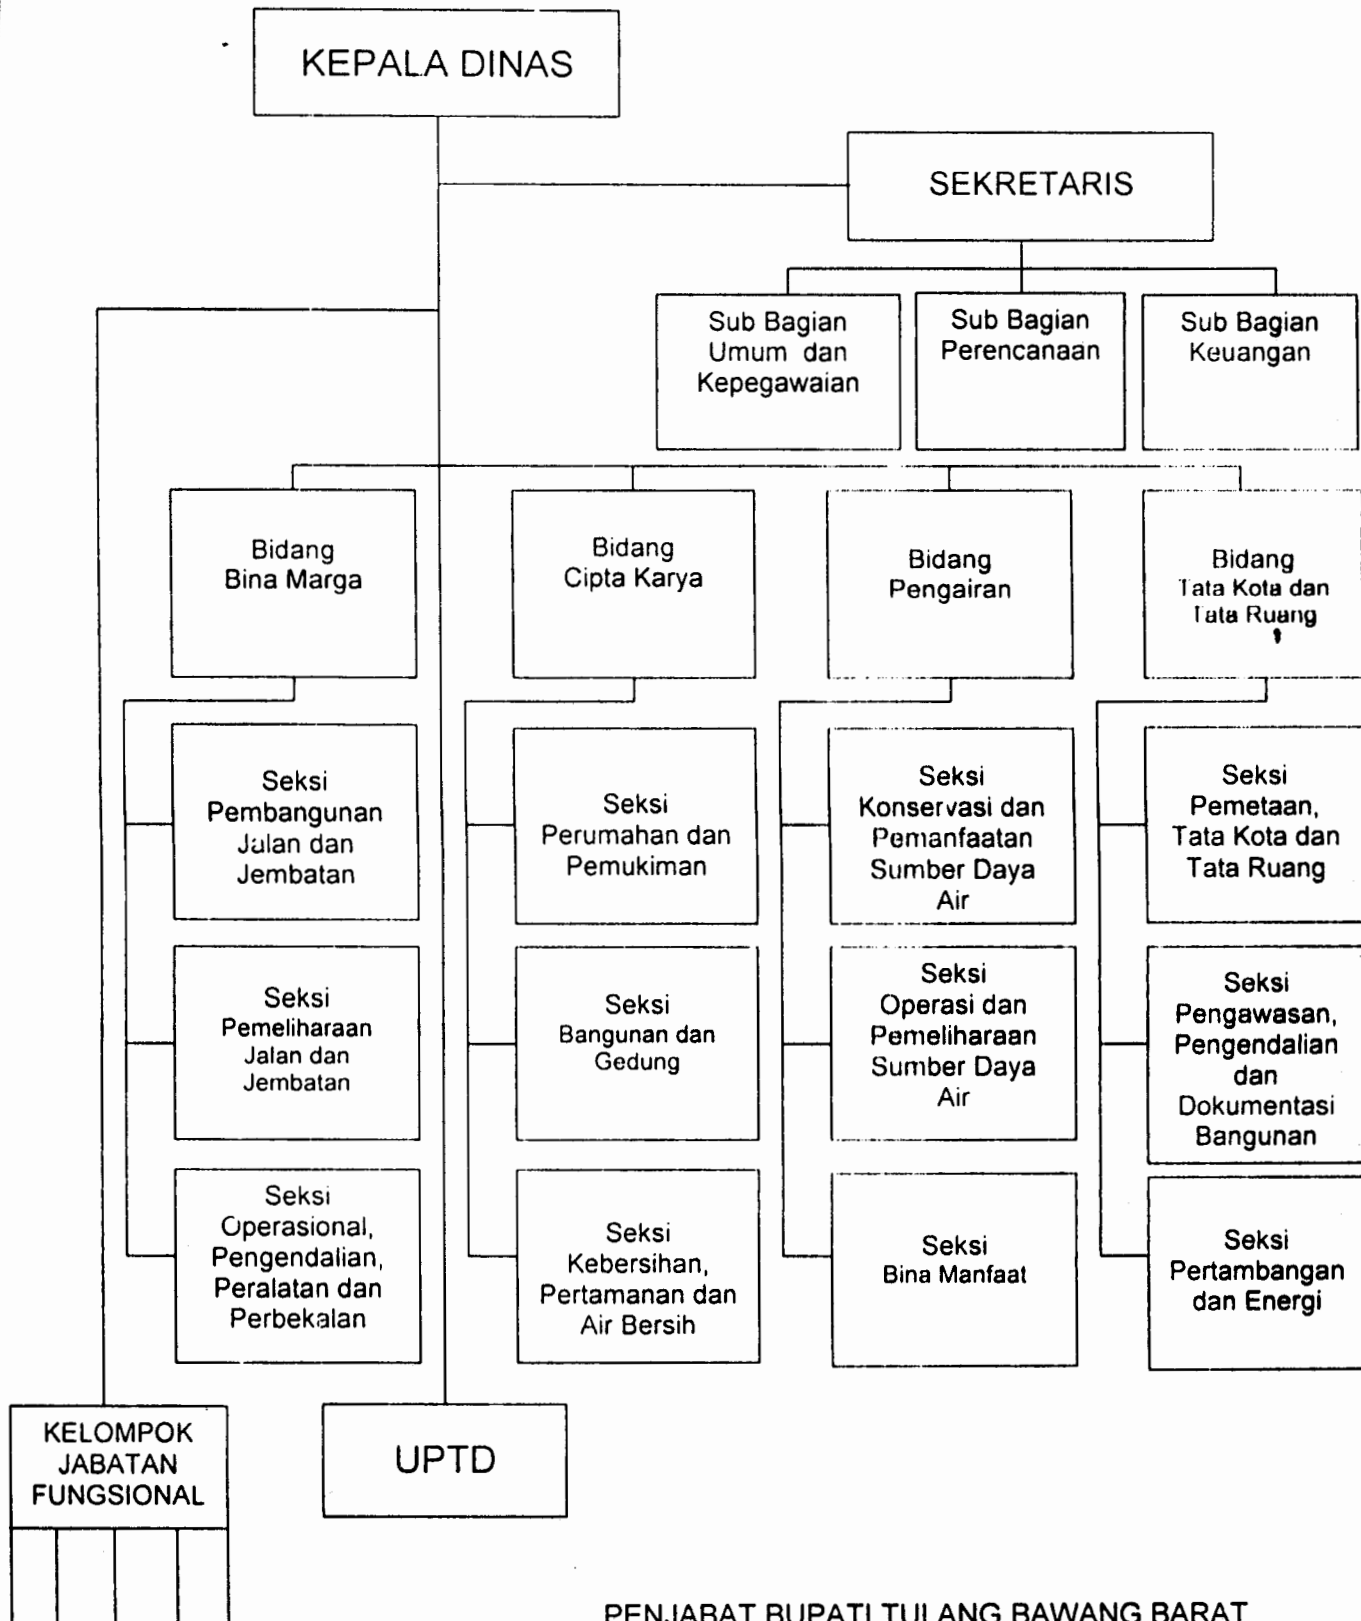 KEPALA DINAS
SEKRETARIS
Sub Bagian
Umum dan
Kepegawaian
Sub Bagian
Perencanaan
Sub Bagian
Keuangan
Bidang
Bina Marga
Bidang
Cipta Karya
Bidang
Pengairan
Bidang
Tata Kota dan
Tata Ruang
Seksi
Pembangunan
Jalan dan
Jembatan
Seksi
Perumahan dan
Pemukiman
Seksi
Konservasi dan
Pemanfaatan
Sumber Daya
Air
Seksi
Pemetaan,
Tata Kota dan
Tata Ruang
Seksi
Pemeliharaan
Jalan dan
Jembatan
Seksi
Bangunan dan
Gedung
Seksi
Operasi dan
Pemeliharaan
Sumber Daya
Air
Seksi
Pengawasan,
Pengendalian
dan
Dokumentasi
Bangunan
Seksi
Operasional,
Pengendalian,
Peralatan dan
Perbekalan
Seksi
Kebersihan,
Pertamanan dan
Air Bersih
Seksi
Bina Manfaat
Seksi
Pertambangan
dan Energi
KELOMPOK
JABATAN
FUNGSIONAL
UPTD
PENJABAT BUPATI TULANG BAWANG BARAT